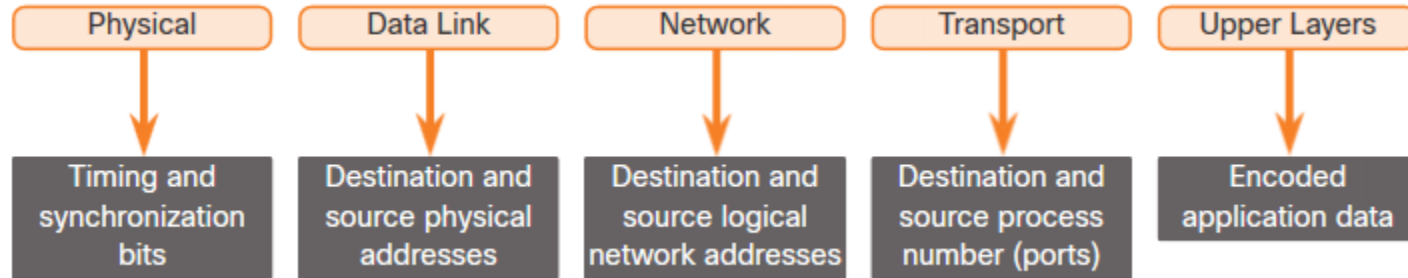 Physical
Data Link
Network
Transport
Upper Layers
Timing and
synchronization
bits
Destination and
source physical
addresses
Destination and
source logical
network addresses
Destination and
source process
number (ports)
Encoded
application data